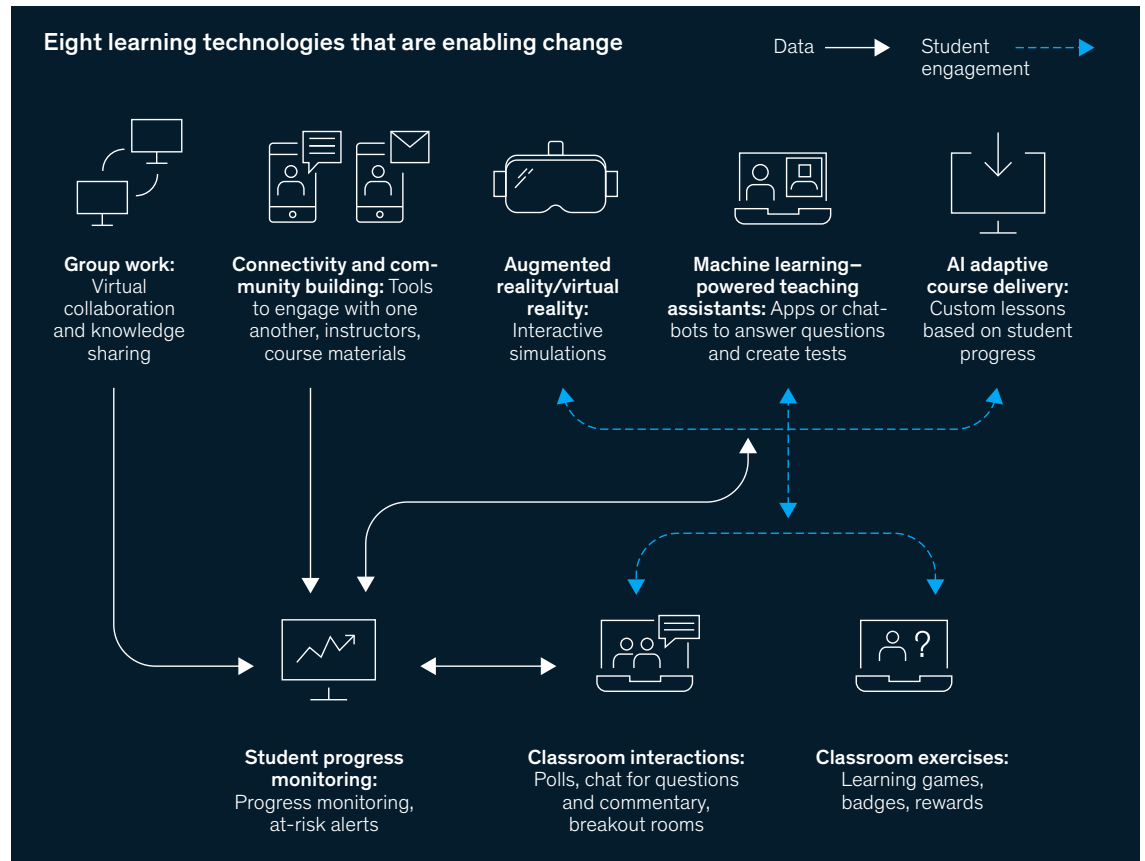 Eight learning technologies that are enabling change
Data
Student
engagement
Group work:
Virtual
collaboration
and knowledge
sharing
Connectivity and com-
munity building: Tools
to engage with one
another, instructors,
course materials
Augmented
reality/virtual
reality:
Interactive
simulations
Machine learning–
powered teaching
assistants: Apps or chat-
bots to answer questions
and create tests
AI adaptive
course delivery:
Custom lessons
based on student
progress
?
Student progress
monitoring:
Progress monitoring,
at-risk alerts
Classroom interactions:
Polls, chat for questions
and commentary,
breakout rooms
Classroom exercises:
Learning games,
badges, rewards